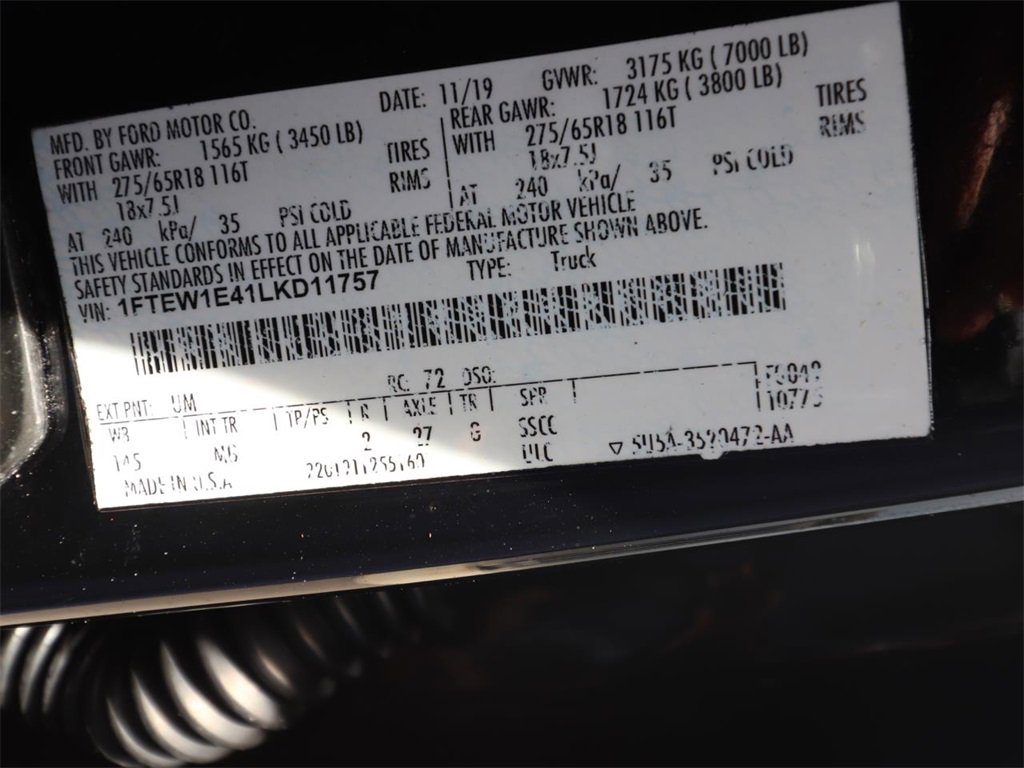 MFD. BY FORD MOTOR CO.
DATE: 11/19
GVWR: 3175 KG ( 7000 LB)
FRONT GAWR: 1565 KG ( 3450 LB)
REAR GAWR: 1724 KG ( 3800 LB)
WITH 275/65R18 116T TIRES
WITH 275/65R18 116T TIRES
18x7.5J RIMS
18x7.5J RIMS
AT 240 kPa/ 35 PSI COLD
AT 240 kPa/ 35 PSI COLD
THIS VEHICLE CONFORMS TO ALL APPLICABLE FEDERAL MOTOR VEHICLE
SAFETY STANDARDS IN EFFECT ON THE DATE OF MANUFACTURE SHOWN ABOVE.
VIN: 1FTEW1E41LKD11757
TYPE: Truck
EXT PNT: UM RC: 72 DSO:
WB INT TR TP/PS R AXLE TR SPR
145 MS 2 27 SSCC
MADE IN U.S.A ULC